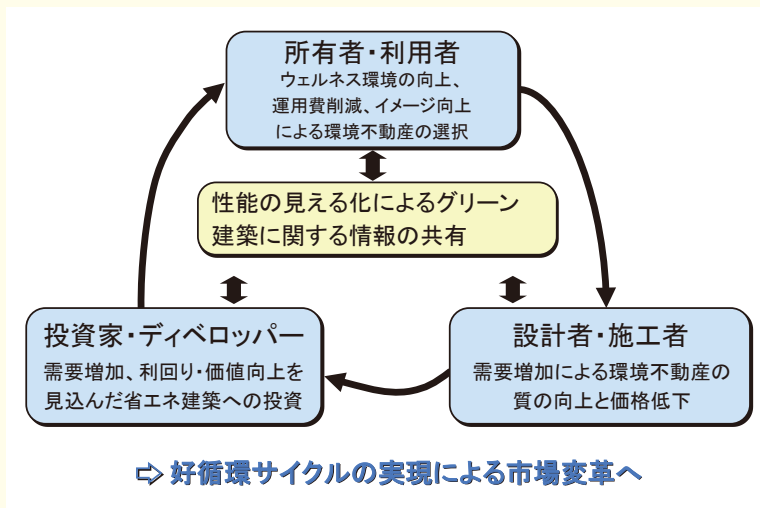 所有者・利用者
ウェルネス環境の向上、
運用費削減、イメージ向上
による環境不動産の選択
性能の見える化によるグリーン
建築に関する情報の共有
投資家・ディベロッパー
需要増加、利回り・価値向上を
見込んだ省エネ建築への投資
設計者・施工者
需要増加による環境不動産の
質の向上と価格低下
⇨ 好循環サイクルの実現による市場変革へ